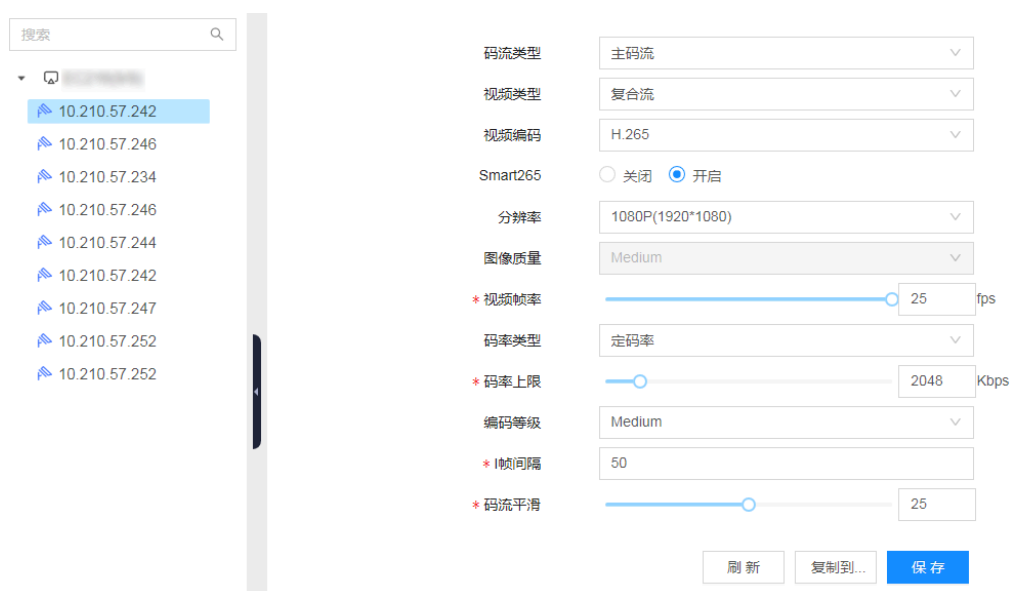 搜索
10.210.57.242
10.210.57.246
10.210.57.234
10.210.57.246
10.210.57.244
10.210.57.242
10.210.57.247
10.210.57.252
10.210.57.252
码流类型 主码流
视频类型 复合流
视频编码 H.265
Smart265 关闭 开启
分辨率 1080P(1920*1080)
图像质量 Medium
* 视频帧率 25 fps
码率类型 定码率
* 码率上限 2048 Kbps
编码等级 Medium
* I帧间隔 50
* 码流平滑 25
刷 新 复制到... 保 存